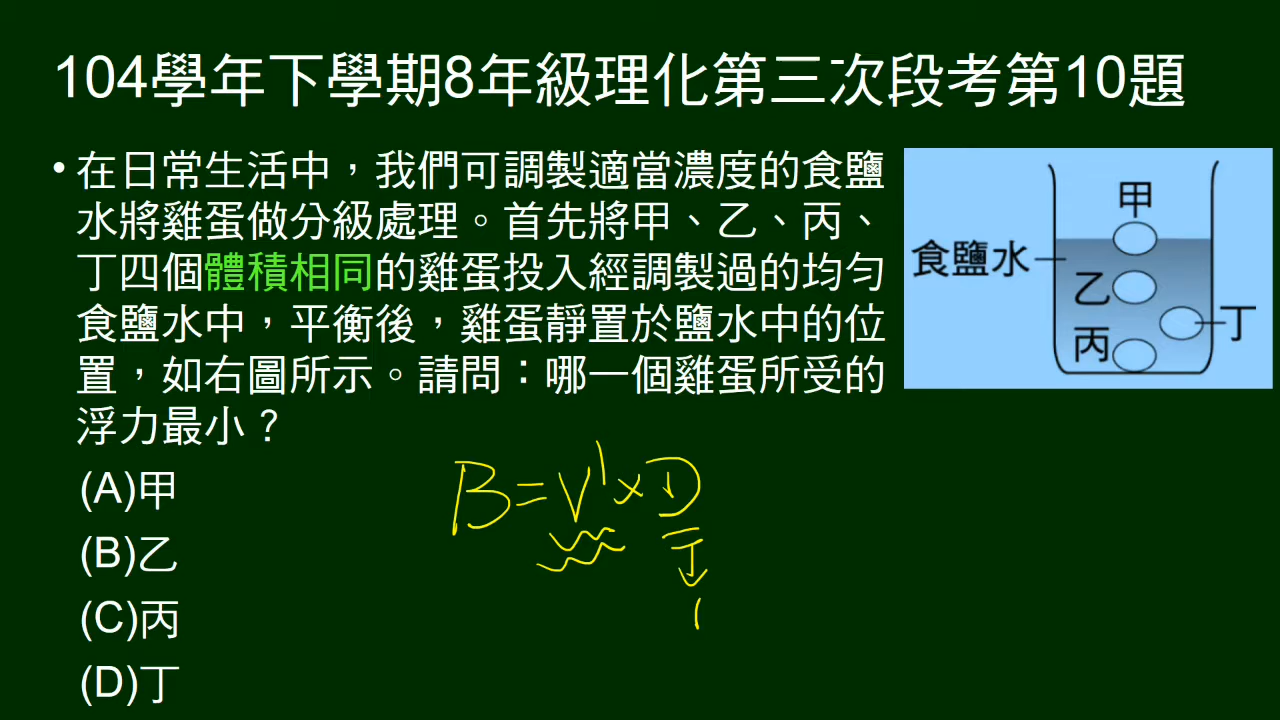 104學年下學期8年級理化第三次段考第10題
•在日常生活中，我們可調製適當濃度的食鹽
水將雞蛋做分級處理。首先將甲、乙、丙、
丁四個體積相同的雞蛋投入經調製過的均勻
食鹽水中，平衡後，雞蛋靜置於鹽水中的位
置，如右圖所示。請問：哪一個雞蛋所受的
浮力最小？
(A)甲
(B)乙
(C)丙
(D)丁
甲
食鹽水
乙
丁
丙
B=V'×D